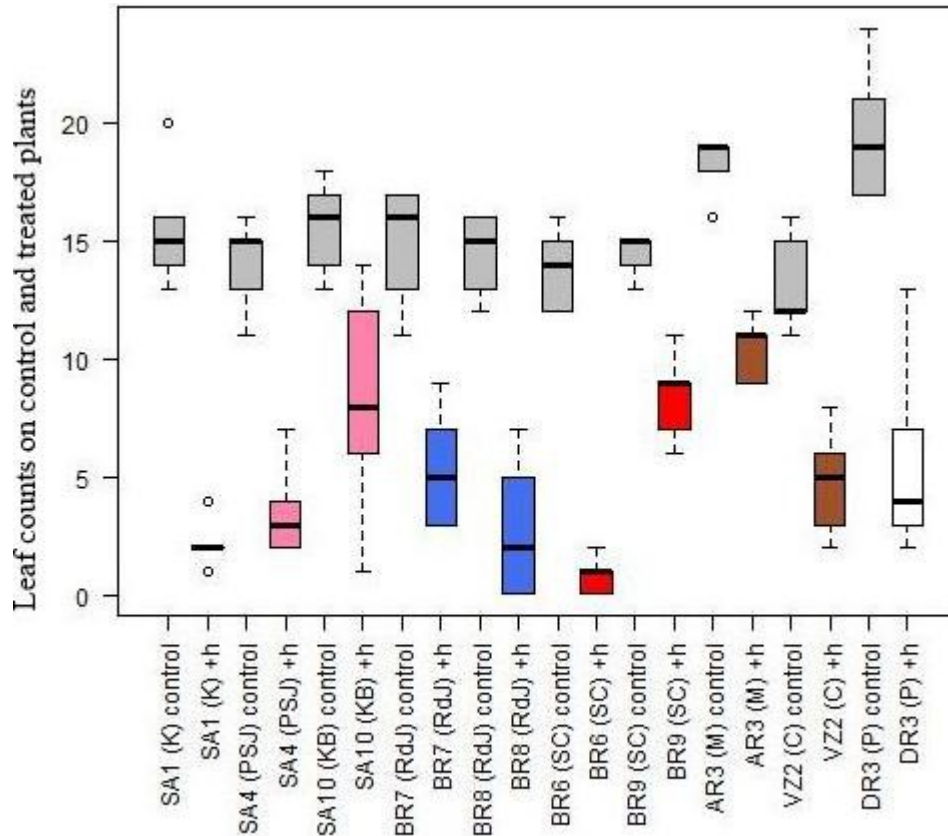 Leaf counts on control and treated plants
20
15
10
5
0
SA1 (K) control
SA1 (K) +h
SA4 (PSJ) control
SA4 (PSJ) +h
SA10 (KB) control
SA10 (KB) +h
BR7 (RdJ) control
BR7 (RdJ) +h
BR8 (RdJ) control
BR8 (RdJ) +h
BR6 (SC) control
BR6 (SC) +h
BR9 (SC) control
BR9 (SC) +h
AR3 (M) control
AR3 (M) +h
VZ2 (C) control
VZ2 (C) +h
DR3 (P) control
DR3 (P) +h